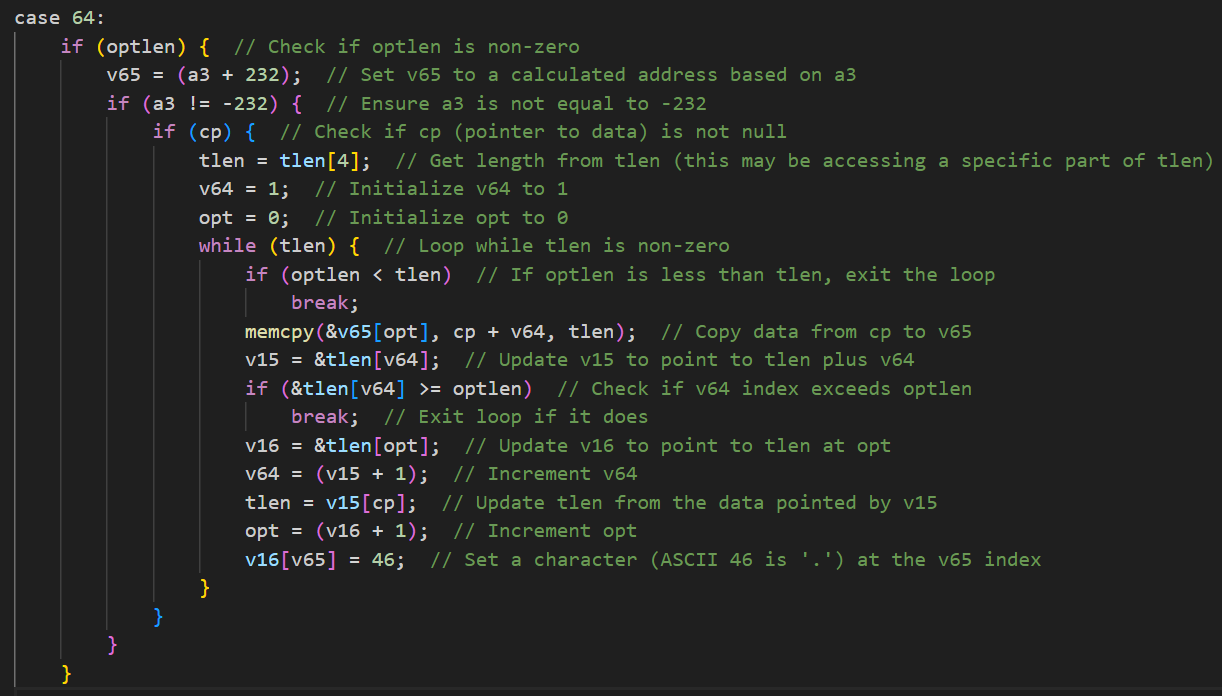 case 64:
if (optlen) {  // Check if optlen is non-zero
v65 = (a3 + 232);  // Set v65 to a calculated address based on a3
if (a3 != -232) {  // Ensure a3 is not equal to -232
if (cp) {  // Check if cp (pointer to data) is not null
tlen = tlen[4];  // Get length from tlen (this may be accessing a specific part of tlen)
v64 = 1;  // Initialize v64 to 1
opt = 0;  // Initialize opt to 0
while (tlen) {  // Loop while tlen is non-zero
if (optlen < tlen)  // If optlen is less than tlen, exit the loop
break;
memcpy(&v65[opt], cp + v64, tlen);  // Copy data from cp to v65
v15 = &tlen[v64];  // Update v15 to point to tlen plus v64
if (&tlen[v64] >= optlen)  // Check if v64 index exceeds optlen
break;  // Exit loop if it does
v16 = &tlen[opt];  // Update v16 to point to tlen at opt
v64 = (v15 + 1);  // Increment v64
tlen = v15[cp];  // Update tlen from the data pointed by v15
opt = (v16 + 1);  // Increment opt
v16[v65] = 46;  // Set a character (ASCII 46 is '.') at the v65 index
}
}
}
}